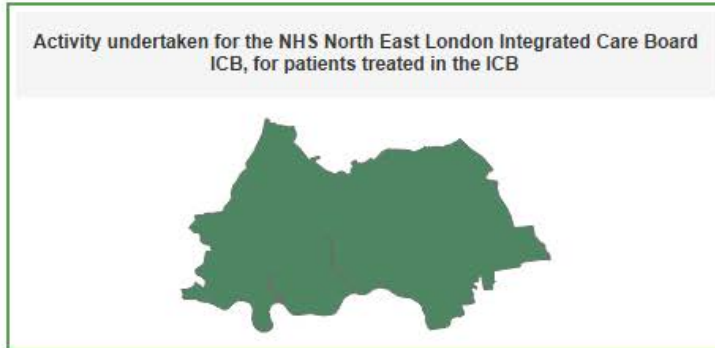 Activity undertaken for the NHS North East London Integrated Care Board
ICB, for patients treated in the ICB